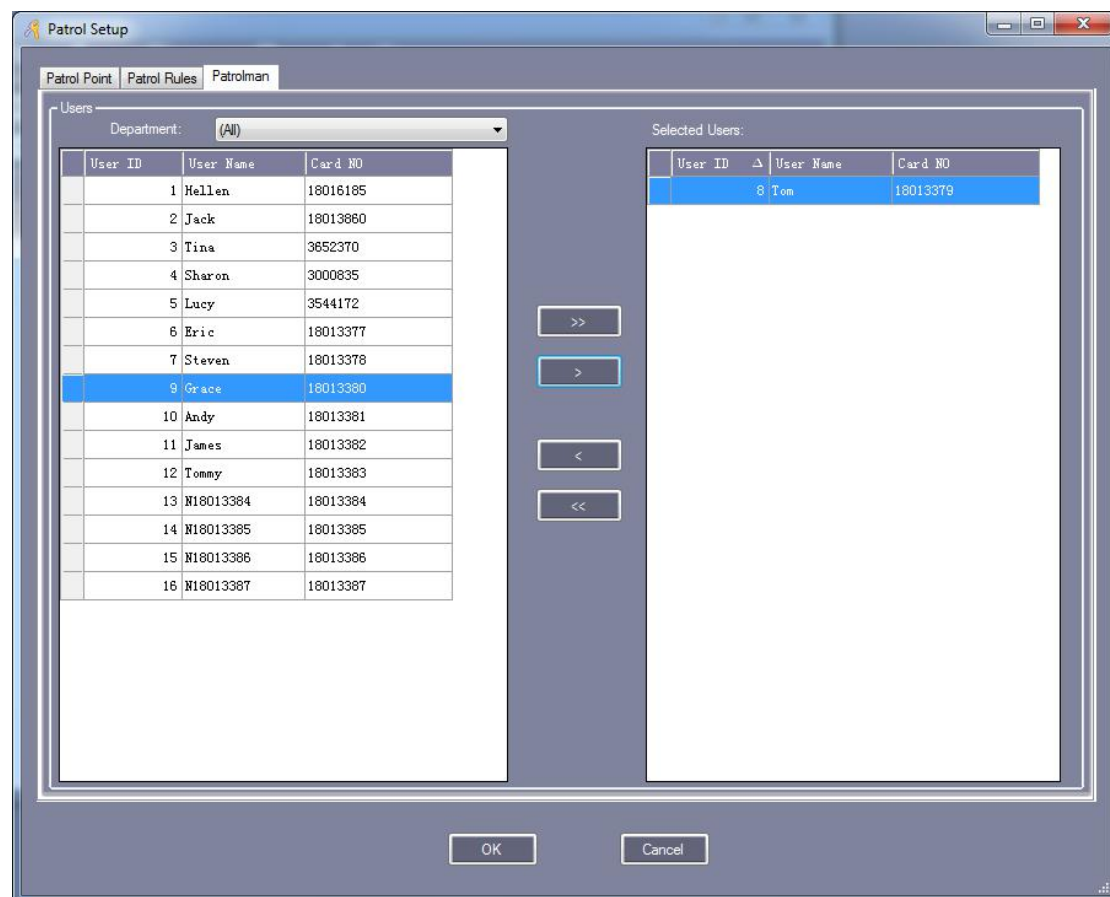 Patrol Setup
Patrol Point Patrol Rules Patrolman
Users
Department: (All)
User ID User Name Card NO
1 Hellen 18016185
2 Jack 18013860
3 Tina 3652370
4 Sharon 3000835
5 Lucy 3544172
6 Eric 18013377
7 Steven 18013378
9 Grace 18013380
10 Andy 18013381
11 James 18013382
12 Tommy 18013383
13 N18013384 18013384
14 N18013385 18013385
15 N18013386 18013386
16 N18013387 18013387
>>
>
<
<<
Selected Users:
User ID Δ User Name Card NO
8 Tom 18013379
OK Cancel